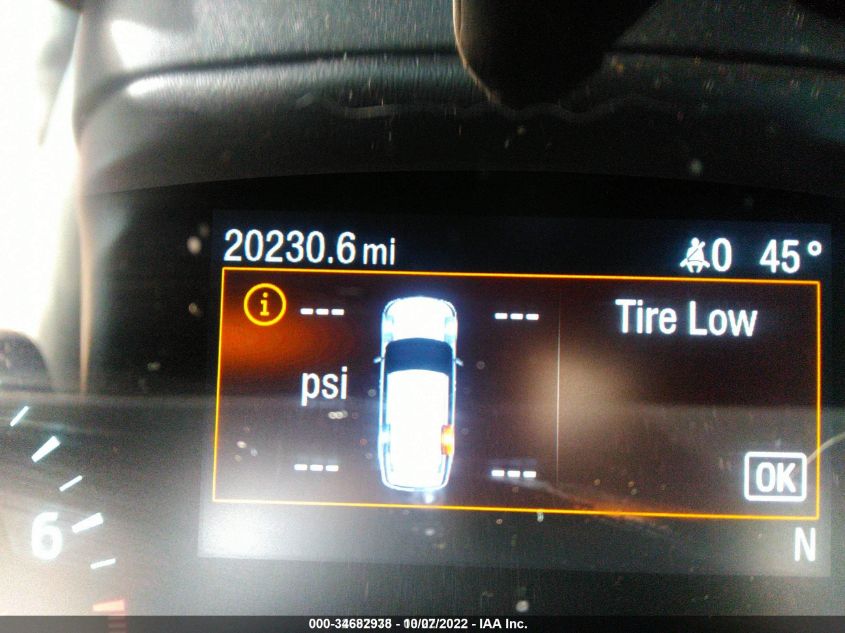 20230.6 mi 0 45°
i --- --- Tire Low
psi
--- --- OK
6 N
- IAA Inc.